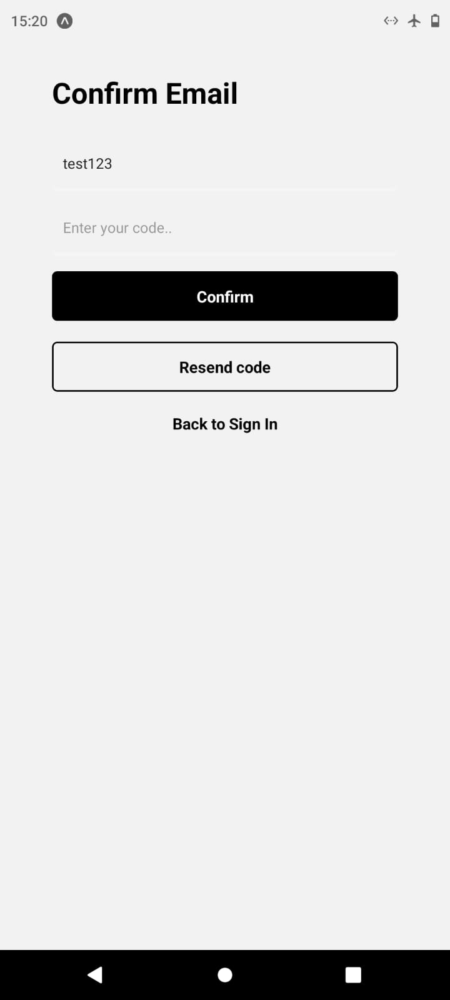 15:20
Confirm Email
test123
Enter your code..
Confirm
Resend code
Back to Sign In